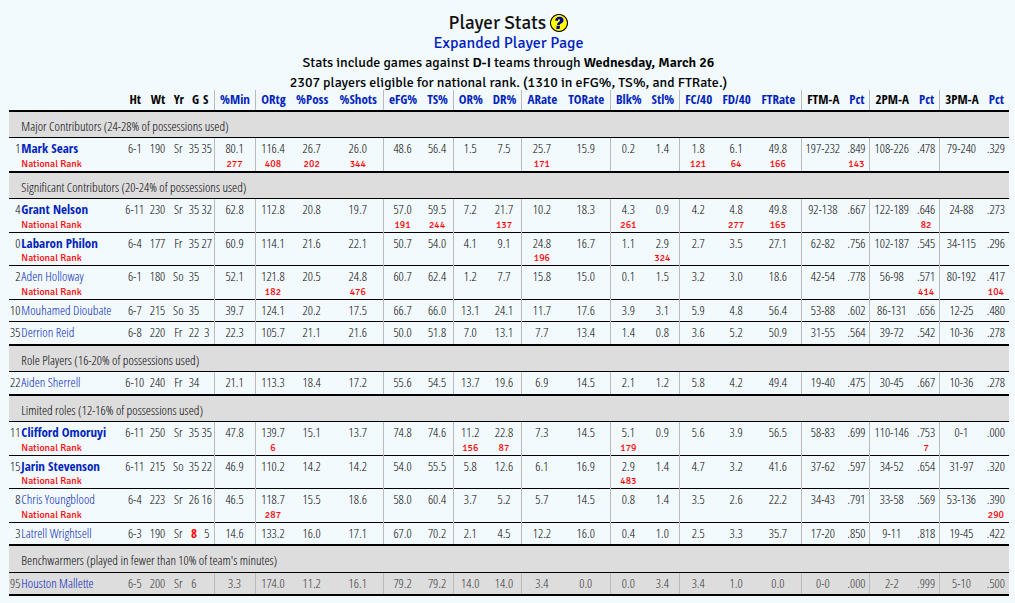 Player Stats ?
Expanded Player Page
Stats include games against D-I teams through Wednesday, March 26
2307 players eligible for national rank. (1310 in eFG%, TS%, and FTRate.)
Ht Wt Yr G S %Min ORtg %Poss %Shots eFG% TS% OR% DR% ARate TORate Blk% Stl% FC/40 FD/40 FTRate FTM-A Pct 2PM-A Pct 3PM-A Pct
Major Contributors (24-28% of possessions used)
1 Mark Sears 6-1 190 Sr 35 35 80.1 116.4 26.7 26.0 48.6 56.4 1.5 7.5 25.7 15.9 0.2 1.4 1.8 6.1 49.8 197-232 .849 108-226 .478 79-240 .329
National Rank 277 408 202 344 171 121 64 166 143
Significant Contributors (20-24% of possessions used)
4 Grant Nelson 6-11 230 Sr 35 32 62.8 112.8 20.8 19.7 57.0 59.5 7.2 21.7 10.2 18.3 4.3 0.9 4.2 4.8 49.8 92-138 .667 122-189 .646 24-88 .273
National Rank 191 244 137 261 277 165 82
0 Labaron Philon 6-4 177 Fr 35 27 60.9 114.1 21.6 22.1 50.7 54.0 4.1 9.1 24.8 16.7 1.1 2.9 2.7 3.5 27.1 62-82 .756 102-187 .545 34-115 .296
National Rank 196 324
2 Aden Holloway 6-1 180 So 35 52.1 121.8 20.5 24.8 60.7 62.4 1.2 7.7 15.8 15.0 0.1 1.5 3.2 3.0 18.6 42-54 .778 56-98 .571 80-192 .417
National Rank 182 476 414 104
10 Mouhamed Dioubate 6-7 215 So 35 39.7 124.1 20.2 17.5 66.7 66.0 13.1 24.1 11.7 17.6 3.9 3.1 5.9 4.8 56.4 53-88 .602 86-131 .656 12-25 .480
35 Derrion Reid 6-8 220 Fr 22 3 22.3 105.7 21.1 21.6 50.0 51.8 7.0 13.1 7.7 13.4 1.4 0.8 3.6 5.2 50.9 31-55 .564 39-72 .542 10-36 .278
Role Players (16-20% of possessions used)
22 Aiden Sherrell 6-10 240 Fr 34 21.1 113.3 18.4 17.2 55.6 54.5 13.7 19.6 6.9 14.5 2.1 1.2 5.8 4.2 49.4 19-40 .475 30-45 .667 10-36 .278
Limited roles (12-16% of possessions used)
11 Clifford Omoruyi 6-11 250 Sr 35 35 47.8 139.7 15.1 13.7 74.8 74.6 11.2 22.8 7.3 14.5 5.1 0.9 5.6 3.9 56.5 58-83 .699 110-146 .753 0-1 .000
National Rank 6 156 87 179 7
15 Jarin Stevenson 6-11 215 So 35 22 46.9 110.2 14.2 14.2 54.0 55.5 5.8 12.6 6.1 16.9 2.9 1.4 4.7 3.2 41.6 37-62 .597 34-52 .654 31-97 .320
National Rank 483
8 Chris Youngblood 6-4 223 Sr 26 16 46.5 118.7 15.5 18.6 58.0 60.4 3.7 5.2 5.7 14.5 0.8 1.4 3.5 2.6 22.2 34-43 .791 33-58 .569 53-136 .390
National Rank 287 290
3 Latrell Wrightsell 6-3 190 Sr 8 5 14.6 133.2 16.0 17.1 67.0 70.2 2.1 4.5 12.2 16.0 0.4 1.0 2.5 3.3 35.7 17-20 .850 9-11 .818 19-45 .422
Benchwarmers (played in fewer than 10% of team's minutes)
95 Houston Mallette 6-5 200 Sr 6 3.3 174.0 11.2 16.1 79.2 79.2 14.0 14.0 3.4 0.0 0.0 3.4 3.4 1.0 0.0 0-0 .000 2-2 .999 5-10 .500